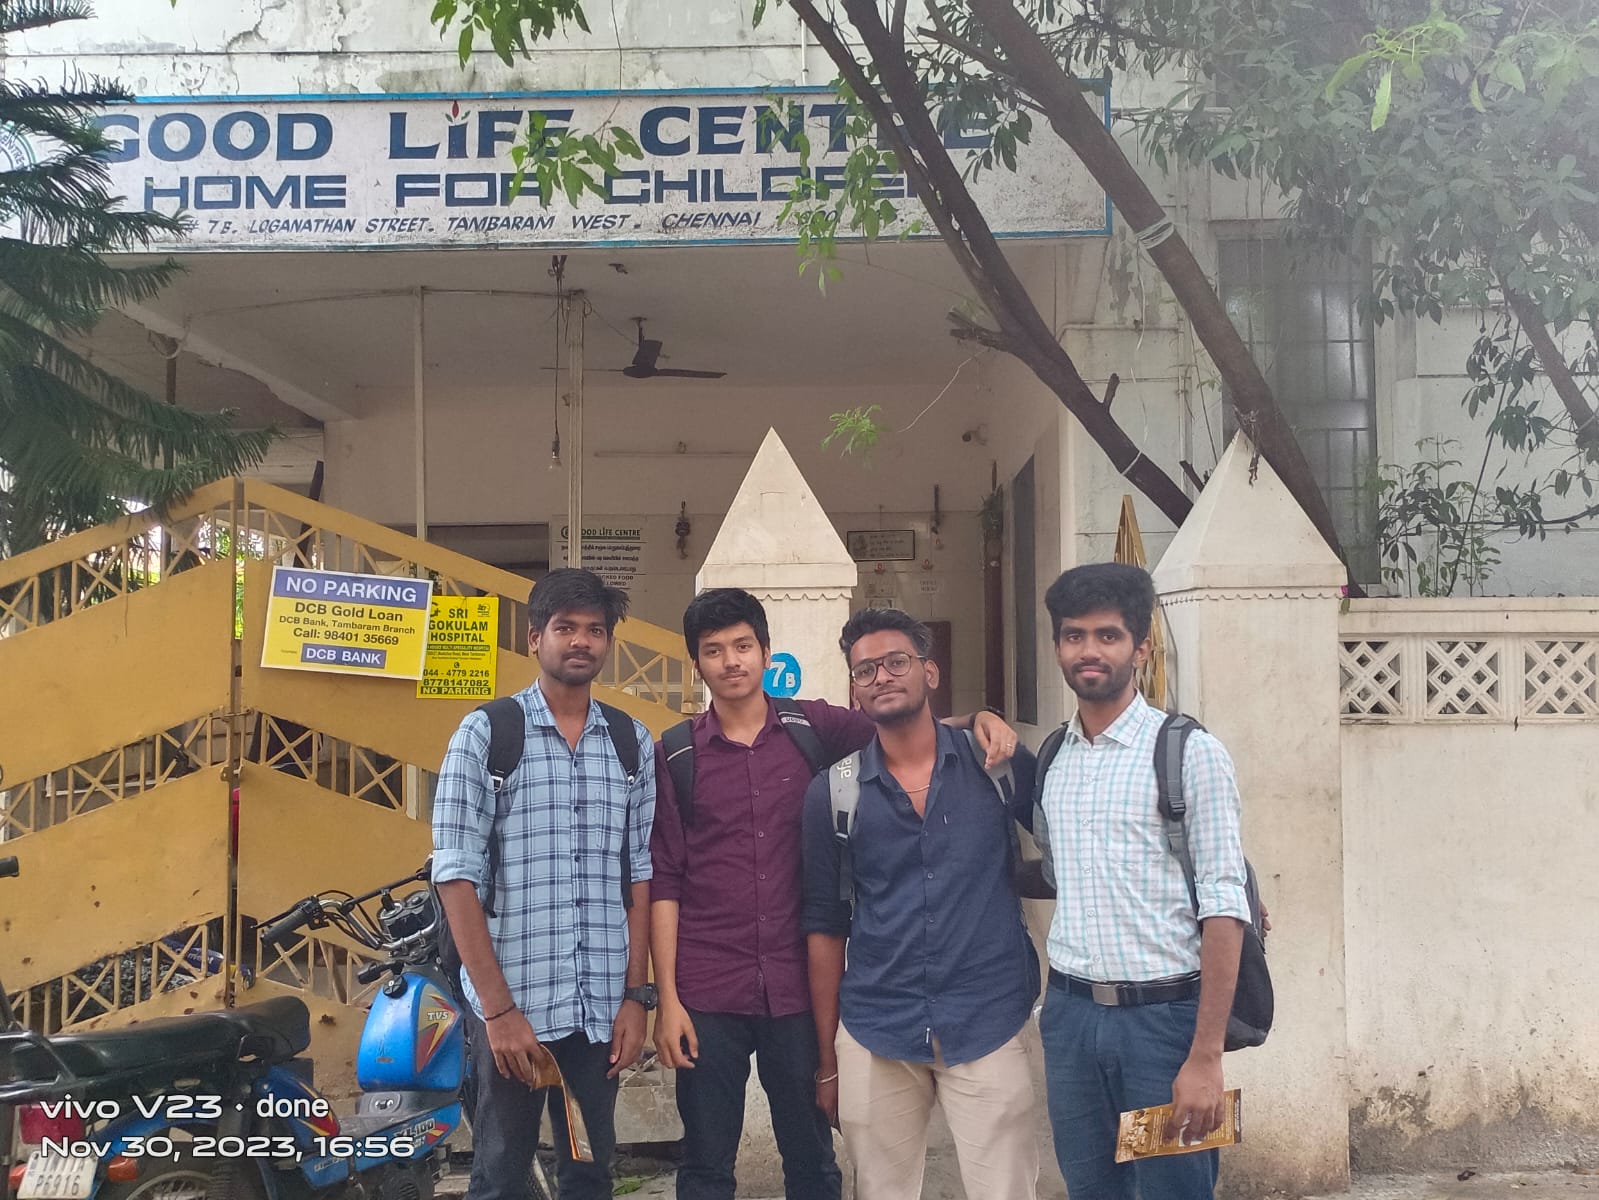 GOOD LiFE CENTRE
HOME FOR CHILDREN
# 7B. LOGANATHAN STREET. TAMBARAM WEST. CHENNAI
GOOD LIFE CENTRE
NO PARKING
DCB Gold Loan
DCB Bank, Tambaram Branch
Call: 98401 35669
DCB BANK
SRI
GOKULAM
HOSPITAL
044 - 4779 2216
8778147082
NO PARKING
7B
afa
TVS
vivo V23 · done
Nov 30, 2023, 16:56
P6916